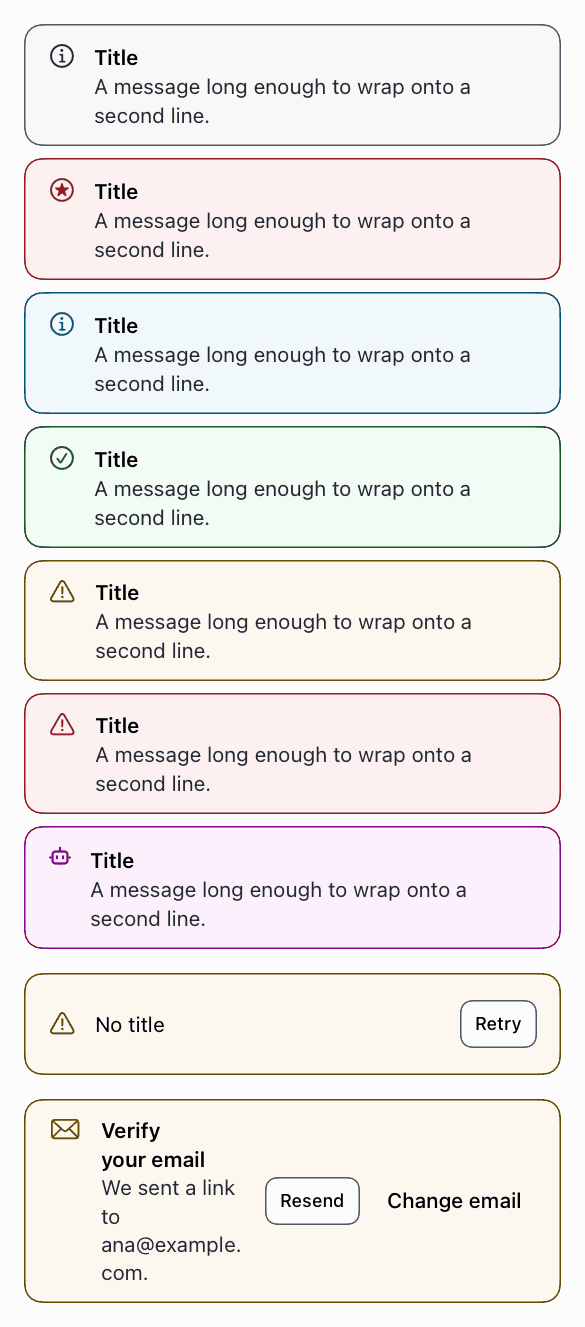 Title
A message long enough to wrap onto a
second line.
Title
A message long enough to wrap onto a
second line.
Title
A message long enough to wrap onto a
second line.
Title
A message long enough to wrap onto a
second line.
Title
A message long enough to wrap onto a
second line.
Title
A message long enough to wrap onto a
second line.
Title
A message long enough to wrap onto a
second line.
No title
Retry
Verify
your email
We sent a link
to
ana@example.
com.
Resend
Change email